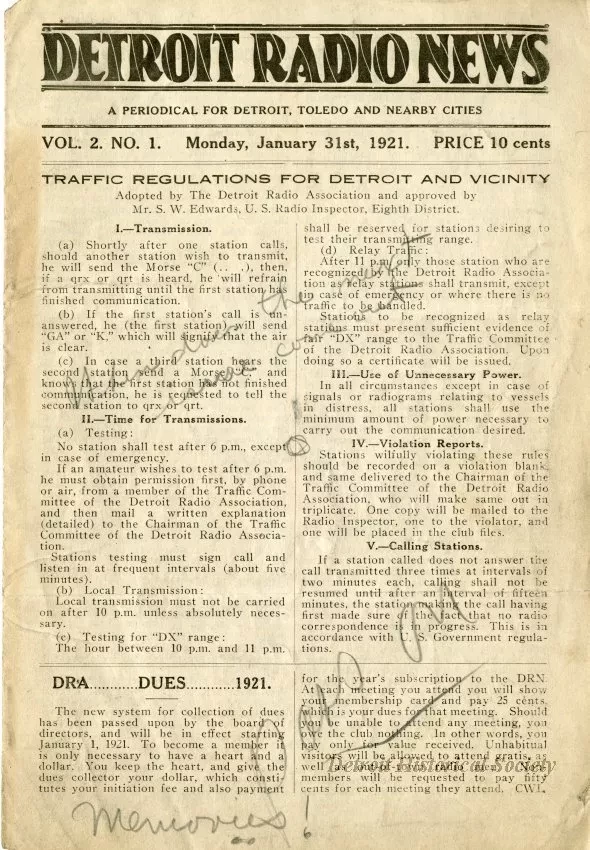 DETROIT RADIO NEWS
A PERIODICAL FOR DETROIT, TOLEDO AND NEARBY CITIES
VOL. 2. NO. 1. Monday, January 31st, 1921. PRICE 10 cents
TRAFFIC REGULATIONS FOR DETROIT AND VICINITY
Adopted by The Detroit Radio Association and approved by
Mr. S. W. Edwards, U. S. Radio Inspector, Eighth District.
I.—Transmission.
(a) Shortly after one station calls,
should another station wish to transmit,
he will send the Morse "C" (.. .), then,
if a qrx or qrt is heard, he will refrain
from transmitting until the first station has
finished communication.
(b) If the first station's call is un-
answered, he (the first station) will send
"GA" or "K," which will signify that the air
is clear.
(c) In case a third station hears the
second station send a Morse "C" and
knows that the first station has not finished
communication, he is requested to tell the
second station to qrx or qrt.
II.—Time for Transmissions.
(a) Testing:
No station shall test after 6 p.m., except
in case of emergency.
If an amateur wishes to test after 6 p.m.
he must obtain permission first, by phone
or air, from a member of the Traffic Com-
mittee of the Detroit Radio Association,
and then mail a written explanation
(detailed) to the Chairman of the Traffic
Committee of the Detroit Radio Associa-
tion.
Stations testing must sign call and
listen in at frequent intervals (about five
minutes).
(b) Local Transmission:
Local transmission must not be carried
on after 10 p.m. unless absolutely neces-
sary.
(c) Testing for "DX" range:
The hour between 10 p.m. and 11 p.m.
shall be reserved for stations desiring to
test their transmitting range.
(d) Relay Traffic:
After 11 p.m. only those station who are
recognized by the Detroit Radio Associa-
tion as relay stations shall transmit, except
in case of emergency or where there is no
traffic to be handled.
Stations to be recognized as relay
stations must present sufficient evidence of
their "DX" range to the Traffic Committee
of the Detroit Radio Association. Upon
doing so a certificate will be issued.
III.—Use of Unnecessary Power.
In all circumstances except in case of
signals or radiograms relating to vessels
in distress, all stations shall use the
mininum amount of power necessary to
carry out the communication desired.
IV.—Violation Reports.
Stations wilfully violating these rules
should be recorded on a violation blank
and same delivered to the Chairman of the
Traffic Committee of the Detroit Radio
Association, who will make same out in
triplicate. One copy will be mailed to the
Radio Inspector, one to the violator, and
one will be placed in the club files.
V.—Calling Stations.
If a station called does not answer the
call transmitted three times at intervals of
two minutes each, calling shall not be
resumed until after an interval of fifteen
minutes, the station making the call having
first made sure of the fact that no radio
correspondence is in progress. This is in
accordance with U. S. Government regula-
tions.
DRA............DUES............1921.
The new system for collection of dues
has been passed upon by the board of
directors, and will be in effect starting
January 1, 1921. To become a member it
is only necessary to have a heart and a
dollar. You keep the heart, and give the
dues collector your dollar, which consti-
tutes your initiation fee and also payment
for the year's subscription to the DRN.
At each meeting you attend you will show
your membership card and pay 25 cents,
which is your dues for that meeting. Should
you be unable to attend any meeting, you
owe the club nothing. In other words, you
pay only for value received. Unhabitual
visitors will be allowed to attend gratis, as
well as out-of-town radio men. Non-
members will be requested to pay fifty
cents for each meeting they attend. CWL.
Detroit Historical Society
Memories!